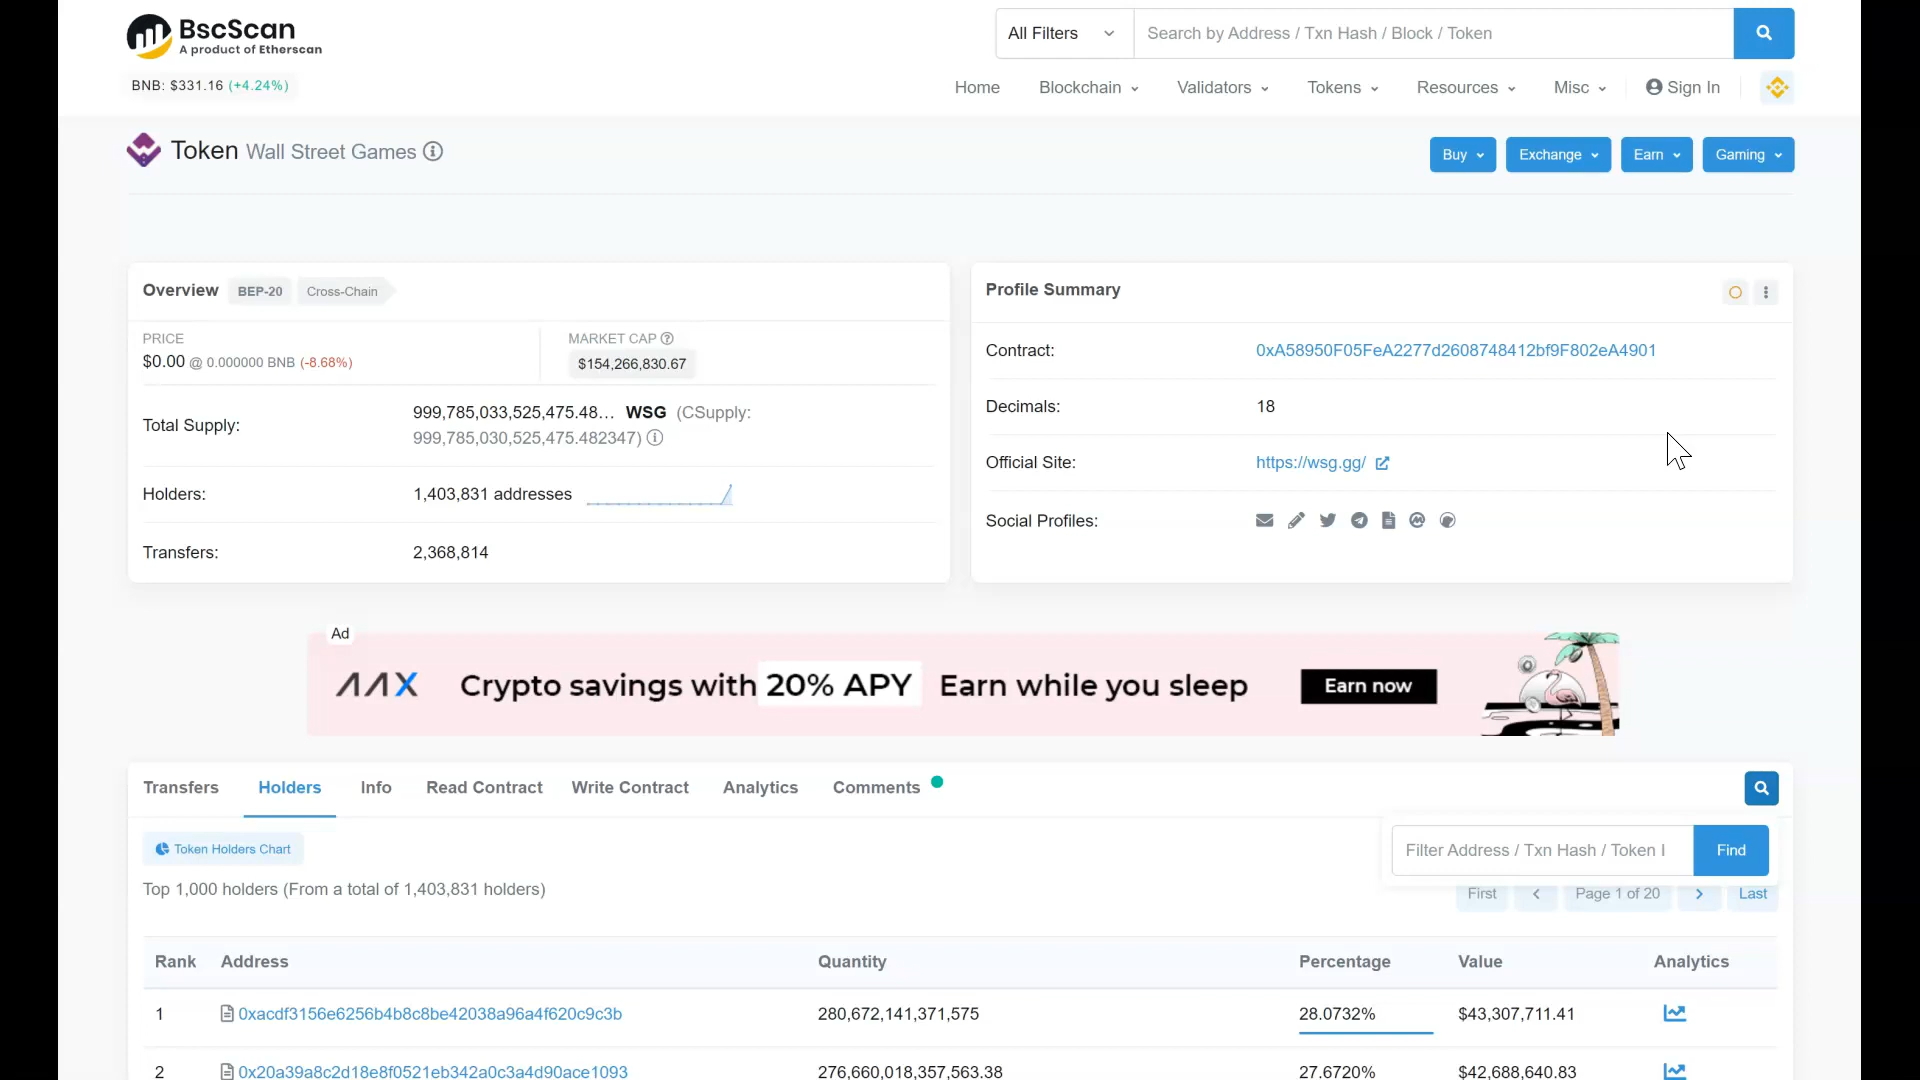 BscScan
A product of Etherscan
BNB: $331.16 (+4.24%)
All Filters
Search by Address / Txn Hash / Block / Token
Home Blockchain Validators Tokens Resources Misc Sign In
Token Wall Street Games
Buy Exchange Earn Gaming
Overview BEP-20 Cross-Chain
PRICE
$0.00 @ 0.000000 BNB (-8.68%)
MARKET CAP
$154,266,830.67
Total Supply:
999,785,033,525,475.48... WSG (CSupply:
999,785,030,525,475.482347)
Holders: 1,403,831 addresses
Transfers: 2,368,814
Profile Summary
Contract: 0xA58950F05FeA2277d2608748412bf9F802eA4901
Decimals: 18
Official Site: https://wsg.gg/
Social Profiles:
Ad
AAX Crypto savings with 20% APY Earn while you sleep Earn now
Transfers Holders Info Read Contract Write Contract Analytics Comments
Token Holders Chart
Filter Address / Txn Hash / Token I Find
Top 1,000 holders (From a total of 1,403,831 holders)
First Page 1 of 20 Last
Rank Address Quantity Percentage Value Analytics
1 0xacdf3156e6256b4b8c8be42038a96a4f620c9c3b 280,672,141,371,575 28.0732% $43,307,711.41
2 0x20a39a8c2d18e8f0521eb342a0c3a4d90ace1093 276,660,018,357,563.38 27.6720% $42,688,640.83